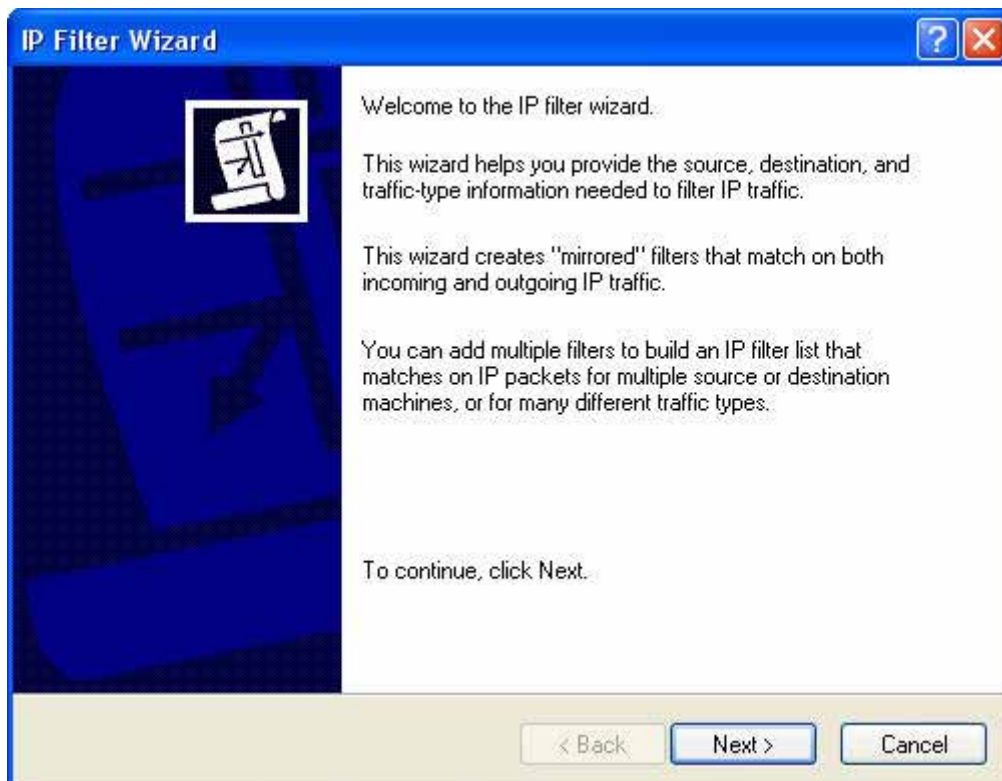 IP Filter Wizard
Welcome to the IP filter wizard.
This wizard helps you provide the source, destination, and
traffic-type information needed to filter IP traffic.
This wizard creates "mirrored" filters that match on both
incoming and outgoing IP traffic.
You can add multiple filters to build an IP filter list that
matches on IP packets for multiple source or destination
machines, or for many different traffic types.
To continue, click Next.
< Back
Next >
Cancel